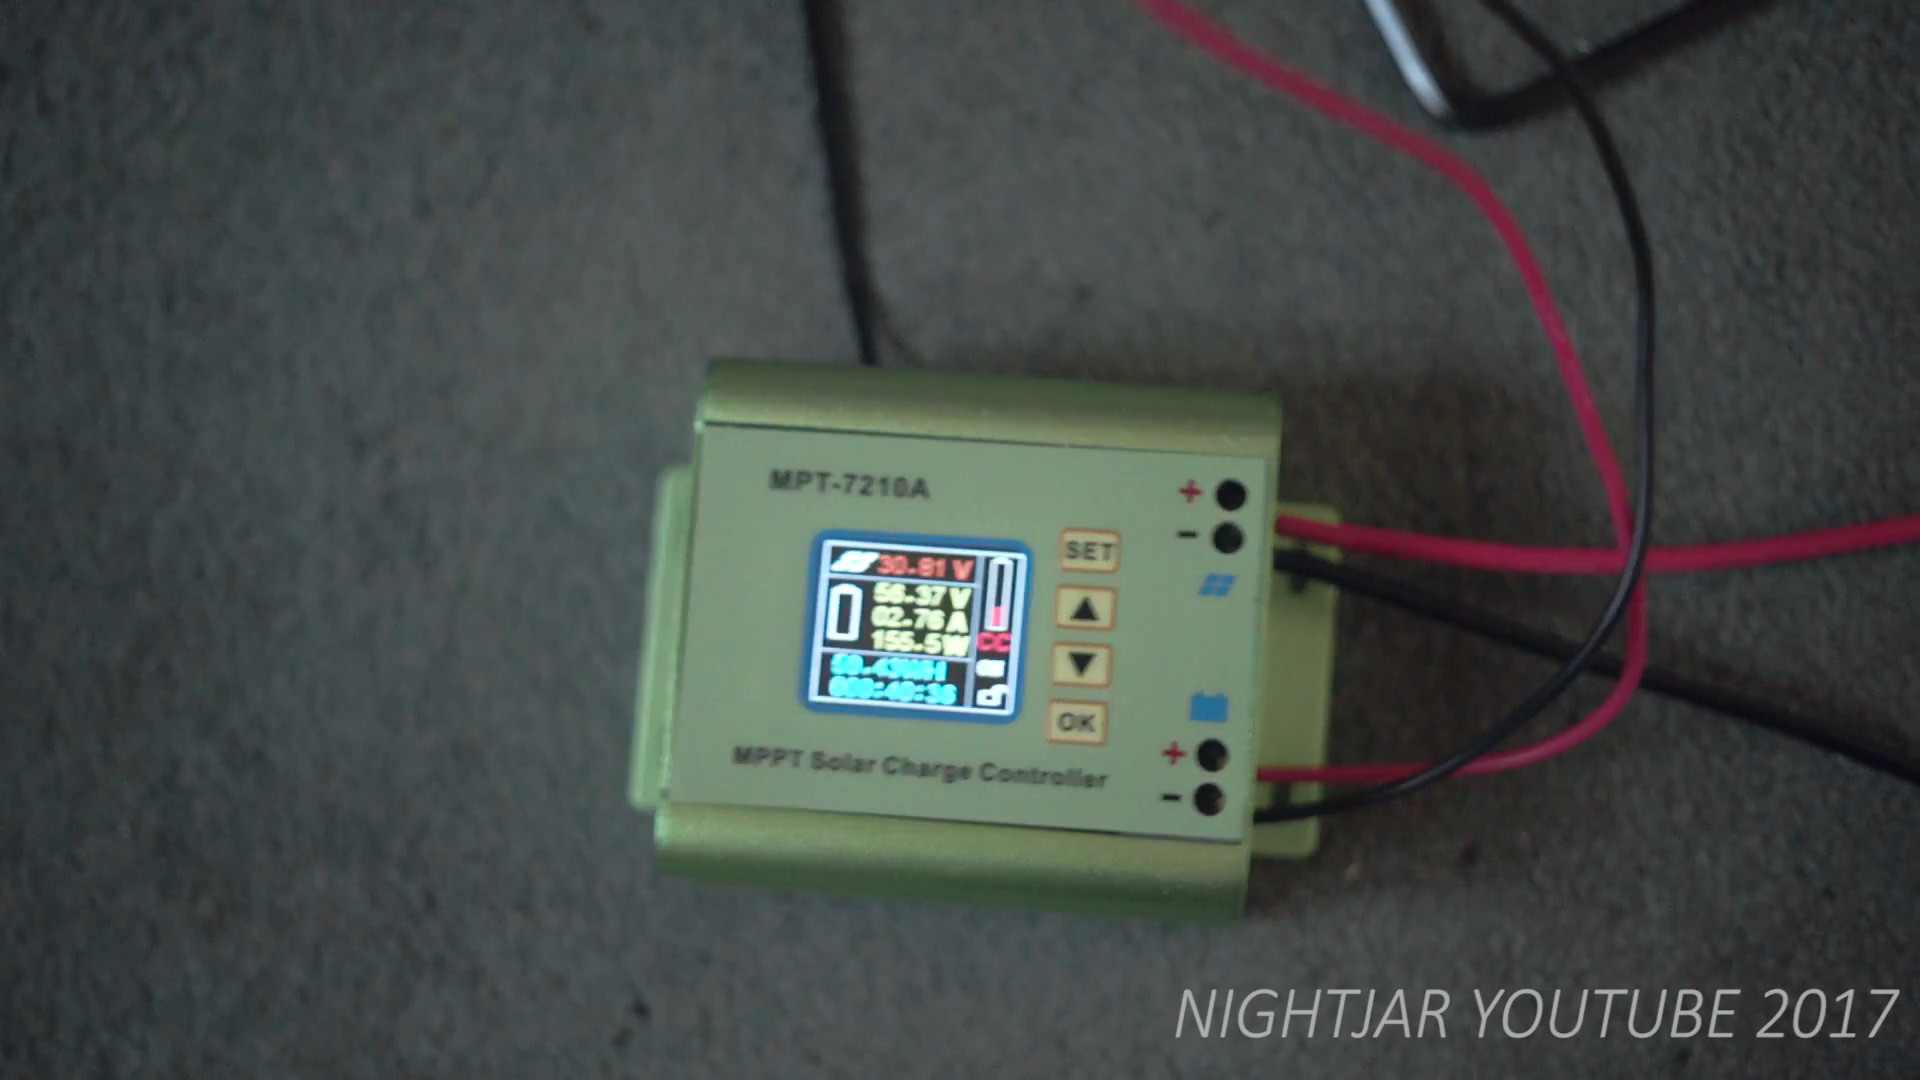 MPT-7210A
30.81 V
56.37 V
02.76 A
155.5W
CC
SET
OK
+
-
+
-
MPPT Solar Charge Controller
NIGHTJAR YOUTUBE 2017